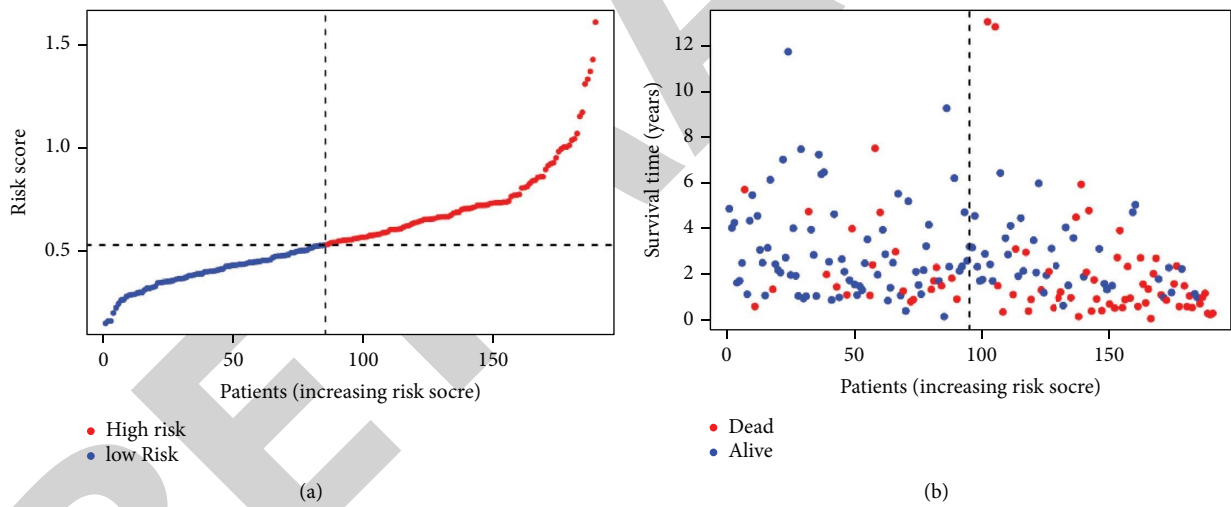 1.5
1.0
0.5
Risk score
0
50
100
150
Patients (increasing risk socre)
High risk
low Risk
(a)
12
10
8
6
4
2
0
Survival time (years)
0
50
100
150
Patients (increasing risk socre)
Dead
Alive
(b)